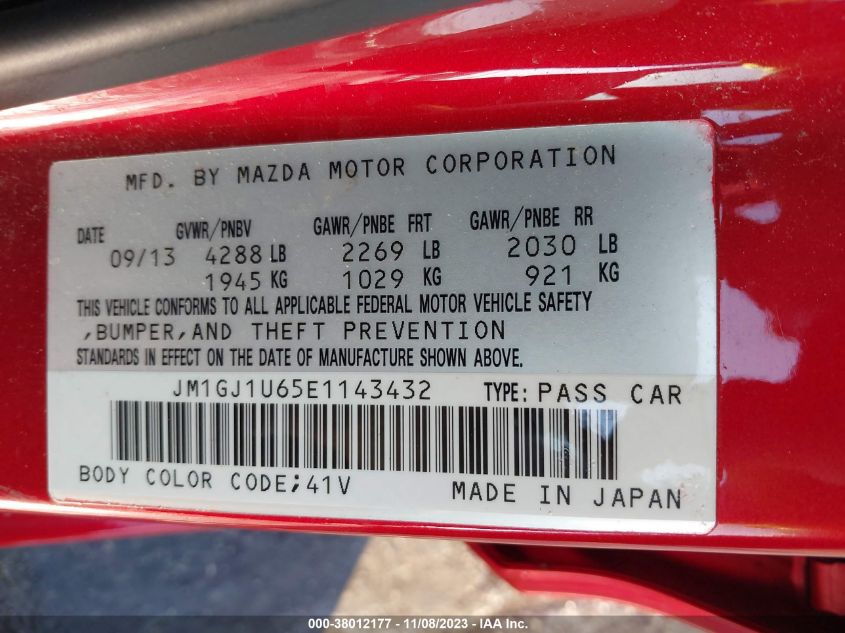 MFD. BY MAZDA MOTOR CORPORATION
DATE GVWR/PNBV GAWR/PNBE FRT GAWR/PNBE RR
09/13 4288 LB 2269 LB 2030 LB
1945 KG 1029 KG 921 KG
THIS VEHICLE CONFORMS TO ALL APPLICABLE FEDERAL MOTOR VEHICLE SAFETY
,BUMPER,AND THEFT PREVENTION
STANDARDS IN EFFECT ON THE DATE OF MANUFACTURE SHOWN ABOVE.
JM1GJ1U65E1143432 TYPE: PASS CAR
BODY COLOR CODE;41V
MADE IN JAPAN
000-38012177 - 11/08/2023 - IAA Inc.